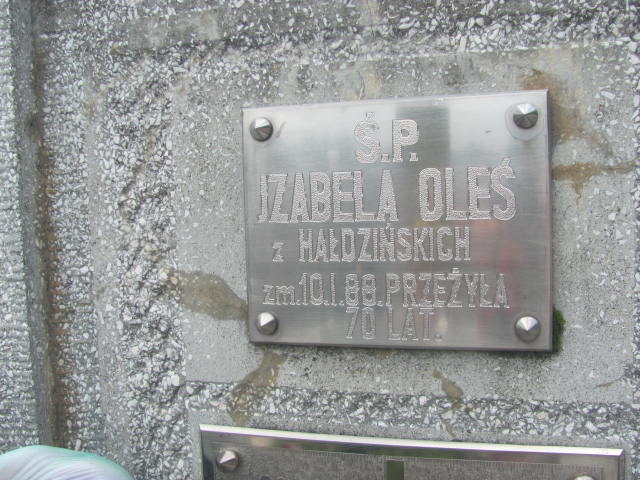 Ś.P.
IZABELA OLEŚ
z HAŁDZIŃSKICH
zm.10.I.88.PRZEŻYŁA
70 LAT.